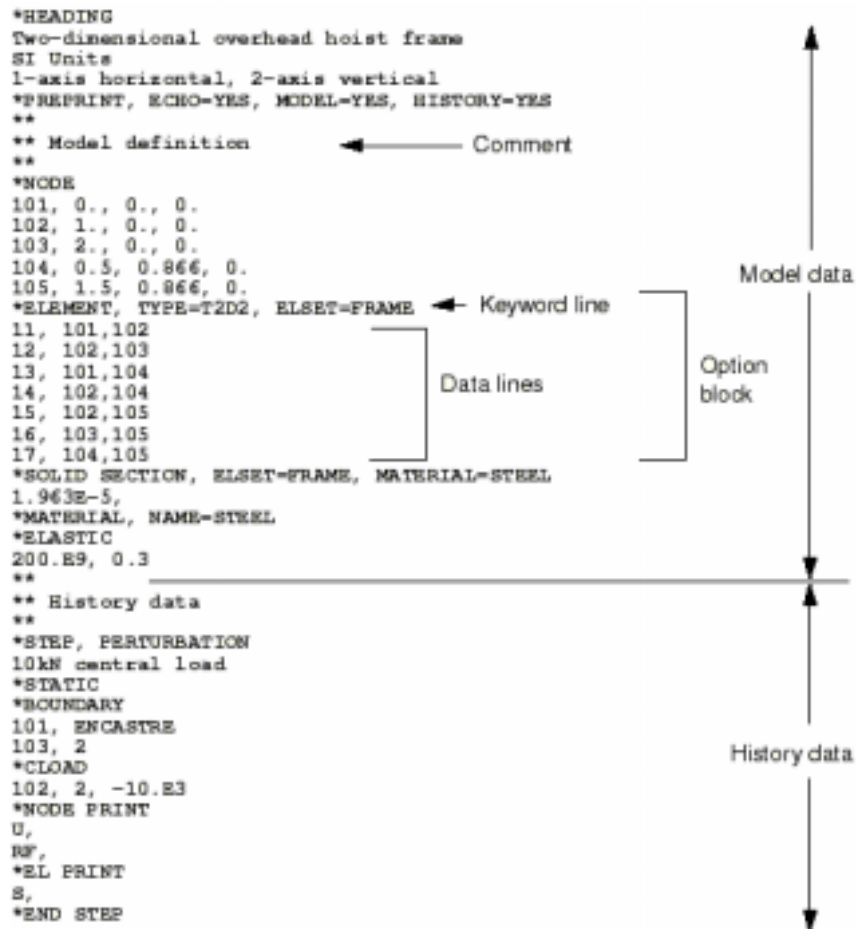 *HEADING
Two-dimensional overhead hoist frame
SI Units
1-axis horizontal, 2-axis vertical
*PREPRINT, ECHO=YES, MODEL=YES, HISTORY=YES
**
** Model definition
Comment
**
*NODE
101, 0., 0., 0.
102, 1., 0., 0.
103, 2., 0., 0.
104, 0.5, 0.866, 0.
105, 1.5, 0.866, 0.
Model data
*ELEMENT, TYPE=T2D2, ELSET=FRAME
Keyword line
11, 101,102
12, 102,103
13, 101,104
14, 102,104
15, 102,105
16, 103,105
17, 104,105
Data lines
Option
block
*SOLID SECTION, ELSET=FRAME, MATERIAL=STEEL
1.963E-5,
*MATERIAL, NAME=STEEL
*ELASTIC
200.E9, 0.3
**
** History data
**
*STEP, PERTURBATION
10kN central load
*STATIC
*BOUNDARY
101, ENCASTRE
103, 2
History data
*CLOAD
102, 2, -10.E3
*NODE PRINT
U,
RF,
*EL PRINT
S,
*END STEP